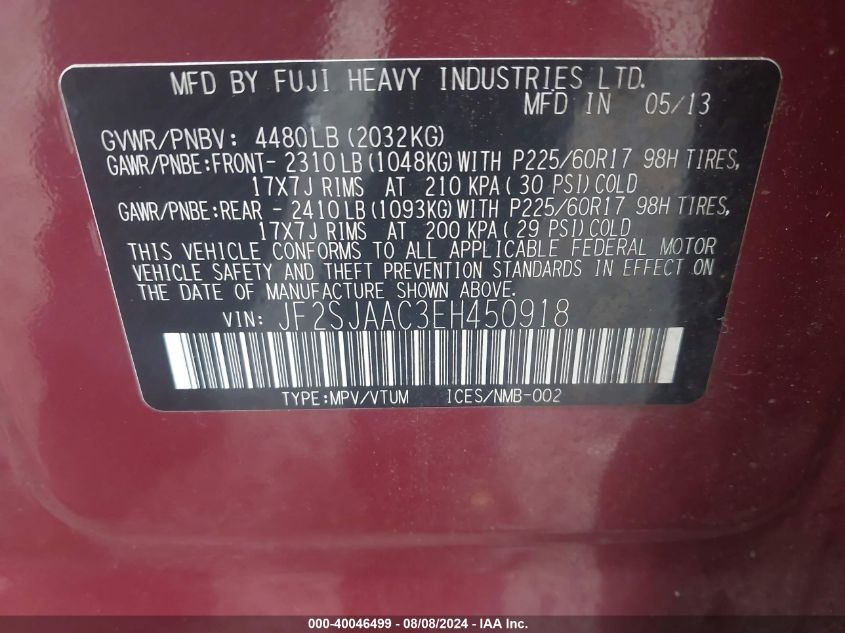 MFD BY FUJI HEAVY INDUSTRIES LTD.
MFD IN 05/13
GVWR/PNBV: 4480LB (2032KG)
GAWR/PNBE:FRONT- 2310LB (1048KG)WITH P225/60R17 98H TIRES,
17X7J RIMS AT 210 KPA( 30 PSI)COLD
GAWR/PNBE:REAR - 2410LB (1093KG)WITH P225/60R17 98H TIRES,
17X7J RIMS AT 200 KPA( 29 PSI)COLD
THIS VEHICLE CONFORMS TO ALL APPLICABLE FEDERAL MOTOR
VEHICLE SAFETY AND THEFT PREVENTION STANDARDS IN EFFECT ON
THE DATE OF MANUFACTURE SHOWN ABOVE.
VIN: JF2SJAAC3EH450918
TYPE:MPV/VTUM ICES/NMB-002
000-40046499 - 08/08/2024 - IAAI.com - Copyright IAA, Inc.